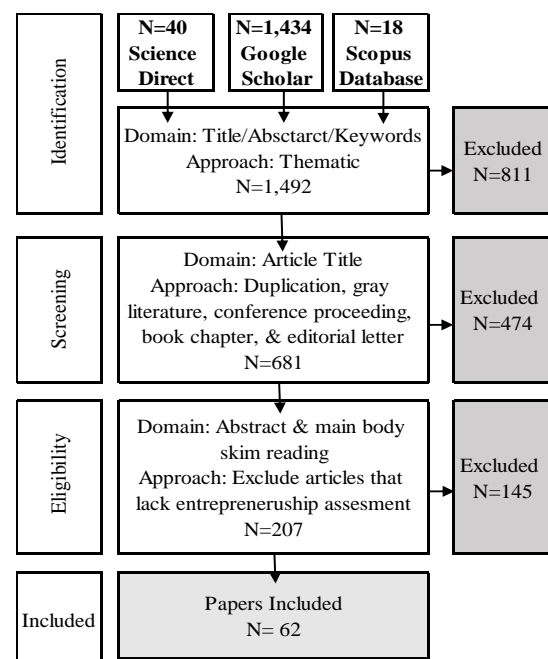 Identification
N=40
Science
Direct
N=1,434
Google
Scholar
N=18
Scopus
Database
Domain: Title/Absctarct/Keywords
Approach: Thematic
N=1,492
Excluded
N=811
Screening
Domain: Article Title
Approach: Duplication, gray
literature, conference proceeding,
book chapter, & editorial letter
N=681
Excluded
N=474
Eligibility
Domain: Abstract & main body
skim reading
Approach: Exclude articles that
lack entrepreneruship assesment
N=207
Excluded
N=145
Included
Papers Included
N= 62